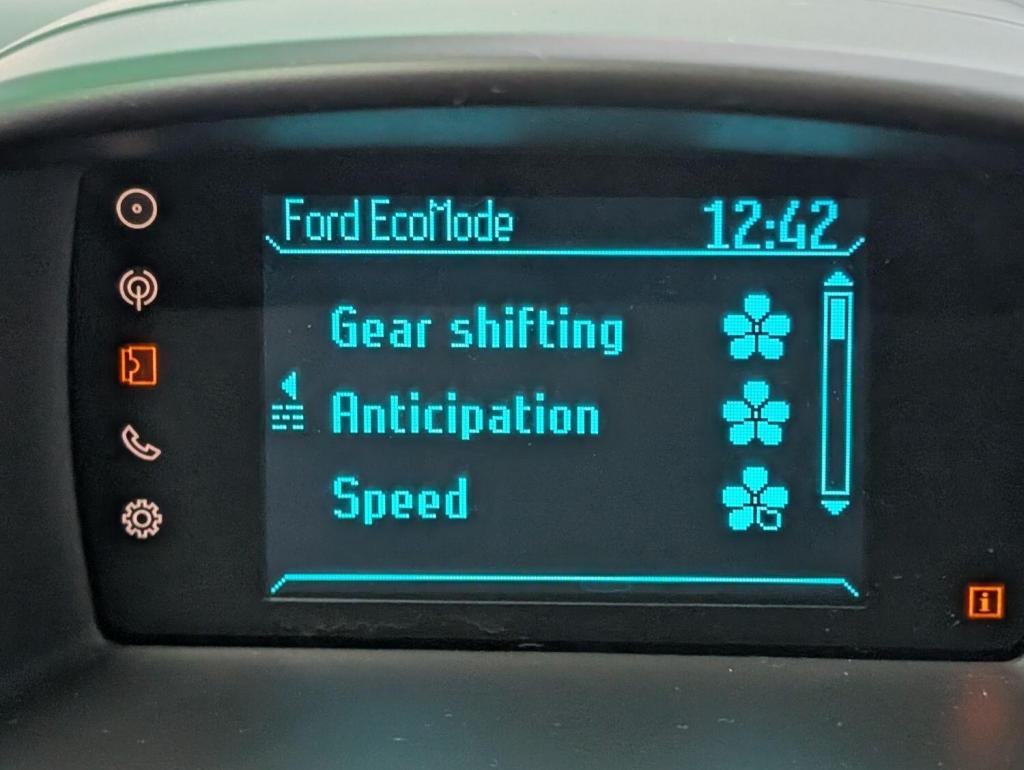 Ford EcoMode 12:42
Gear shifting
Anticipation
Speed
i